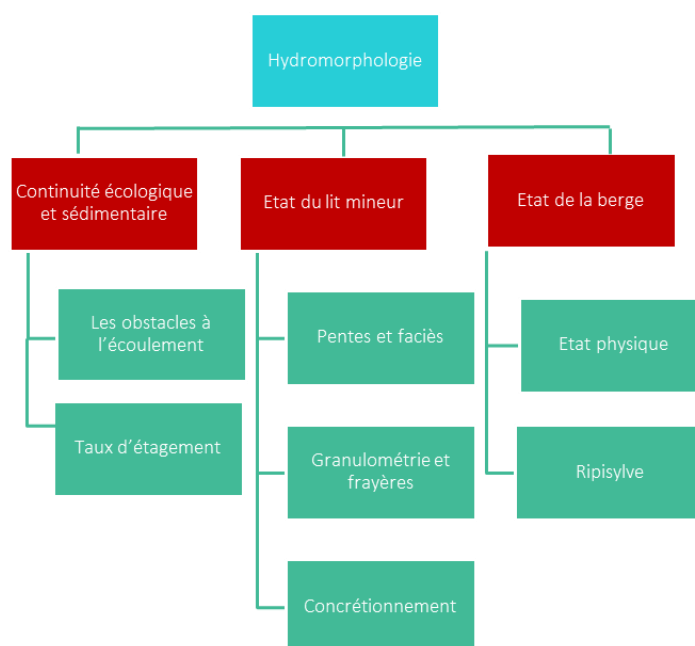 Hydromorphologie
Continuité écologique
et sédimentaire
Etat du lit mineur
Etat de la berge
Les obstacles à
l’écoulement
Taux d’étagement
Pentes et faciès
Granulométrie et
frayères
Concrétionnement
Etat physique
Ripisylve